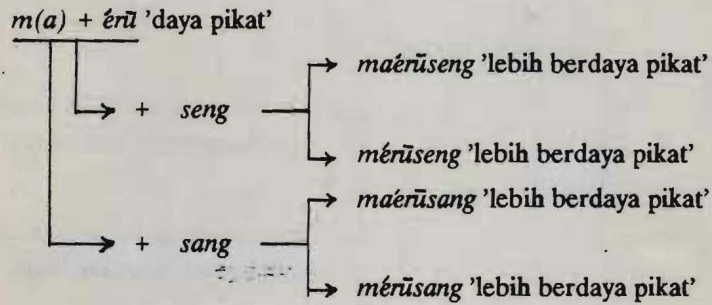 m(a) + érū 'daya pikat'
maérūseng 'lebih berdaya pikat'
+ seng
mérūseng 'lebih berdaya pikat'
maérūsang 'lebih berdaya pikat'
+ sang
mérūsang 'lebih berdaya pikat'